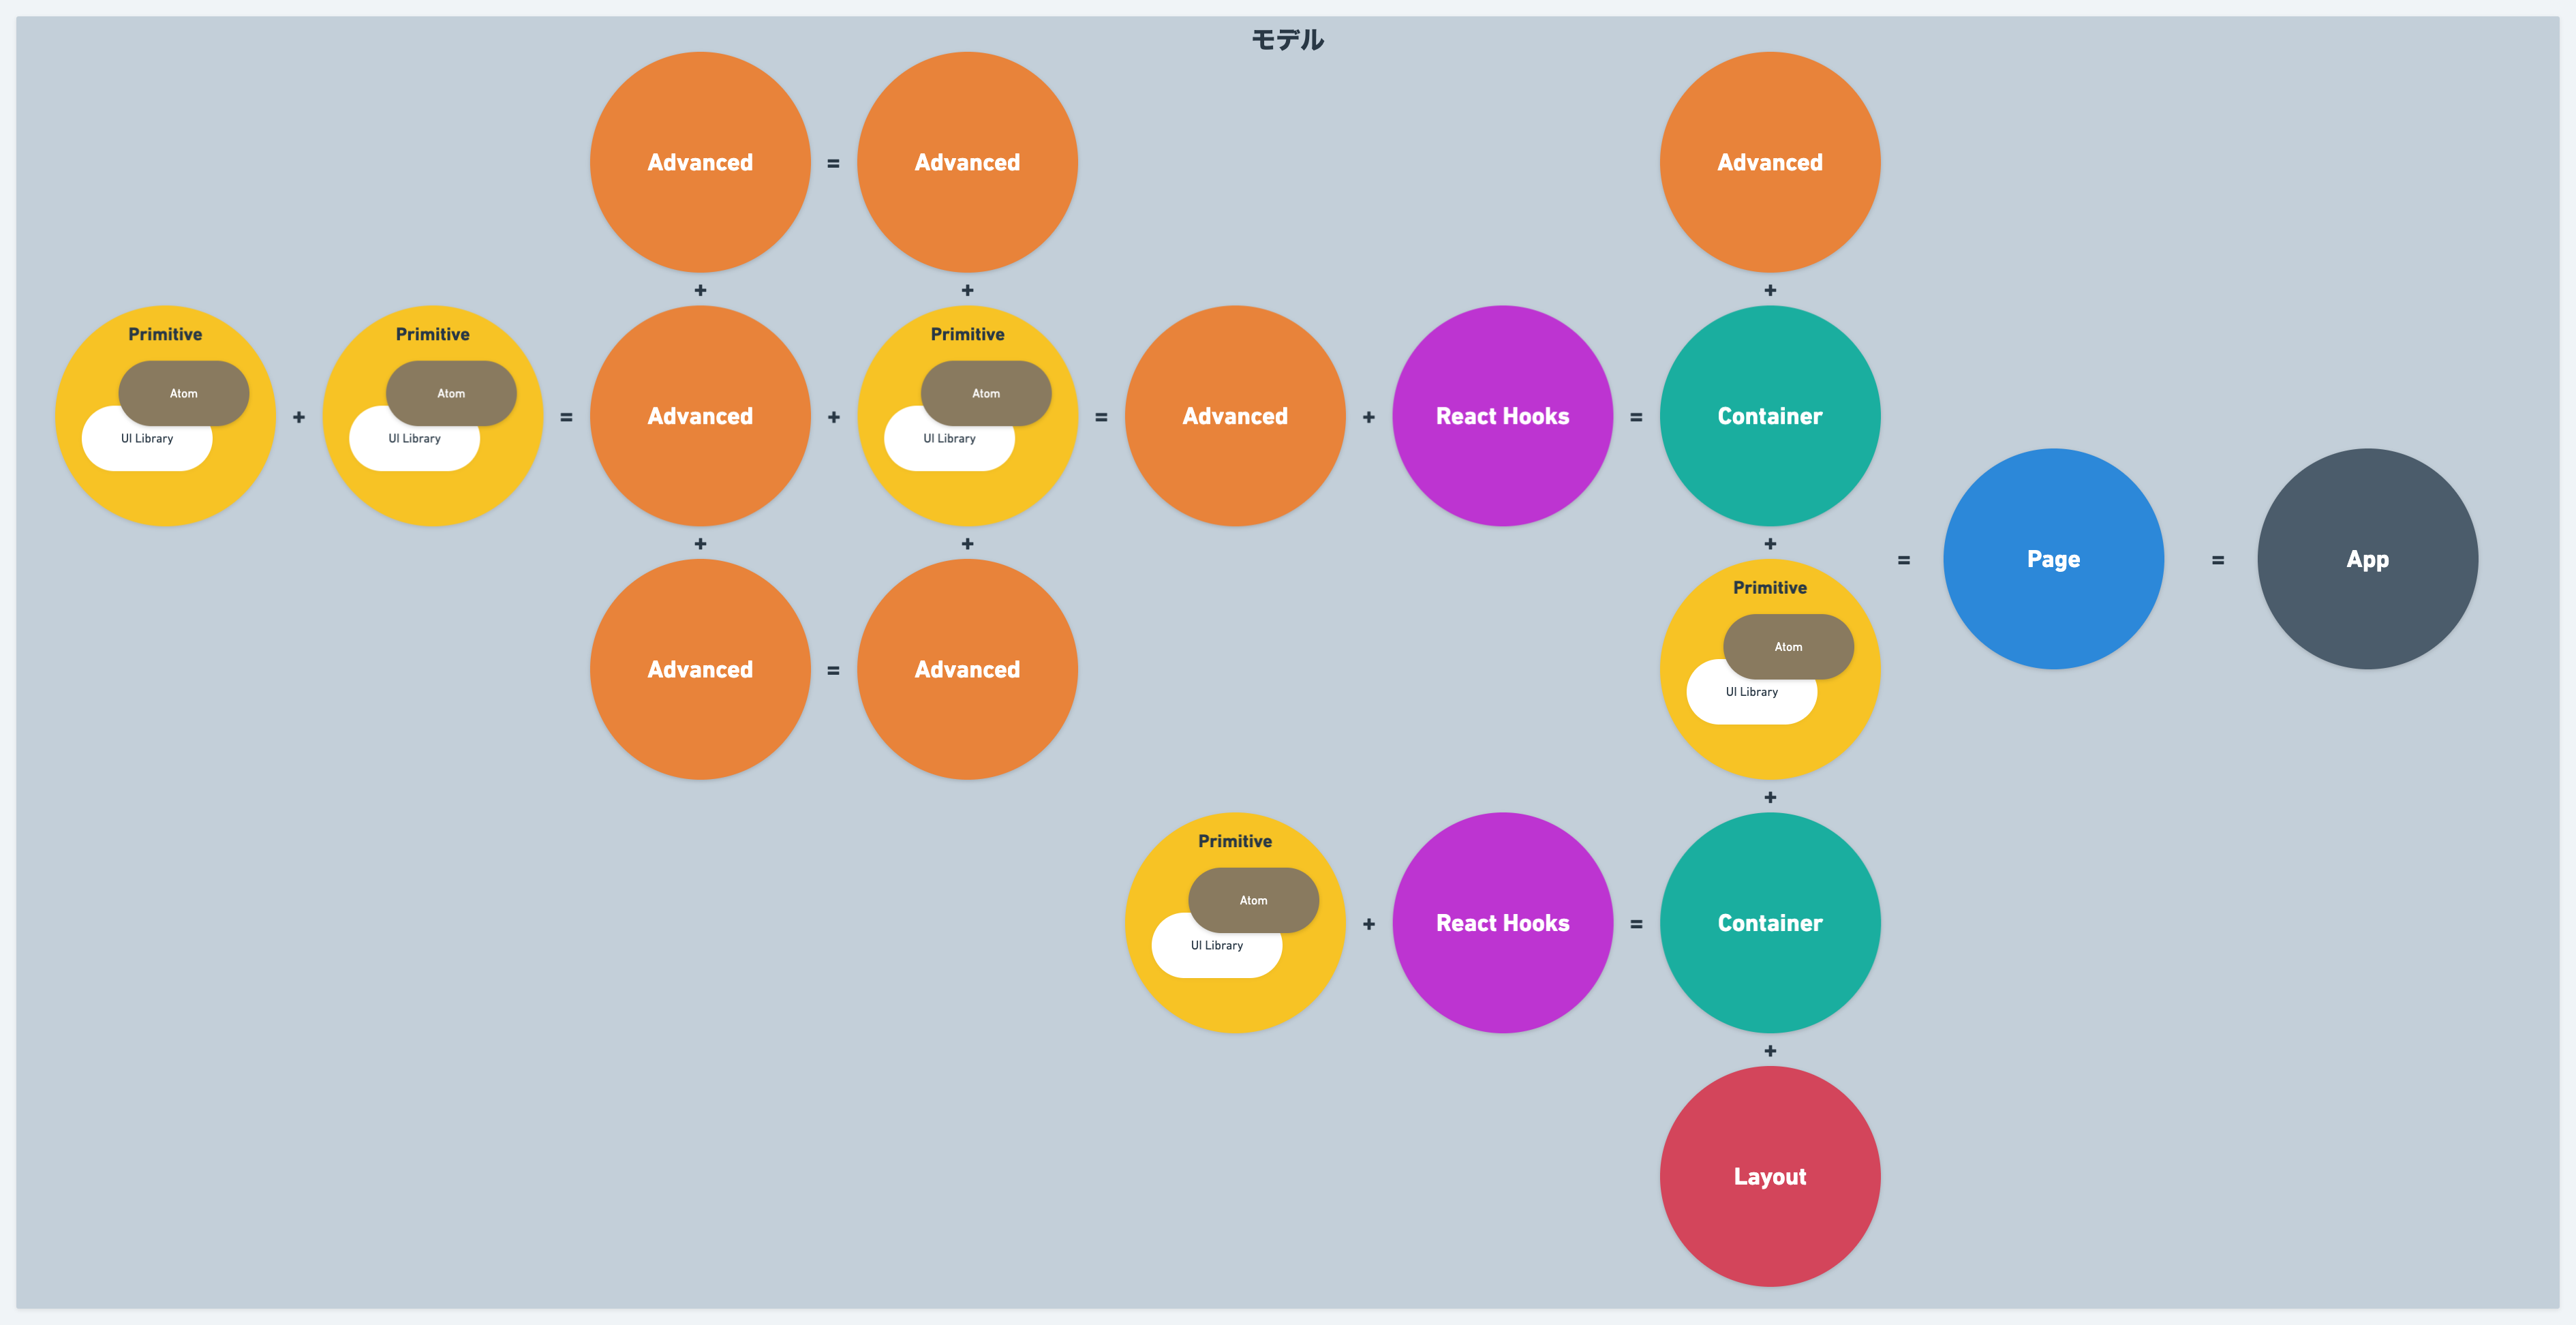 モデル
Advanced = Advanced
Advanced
+
+
+
Primitive
Atom
UI Library
+
Primitive
Atom
UI Library
=
Advanced
+
Primitive
Atom
UI Library
=
Advanced
+
React Hooks
=
Container
+
+
+
Advanced = Advanced
Primitive
Atom
UI Library
=
Page
=
App
+
Primitive
Atom
UI Library
+
React Hooks
=
Container
+
Layout